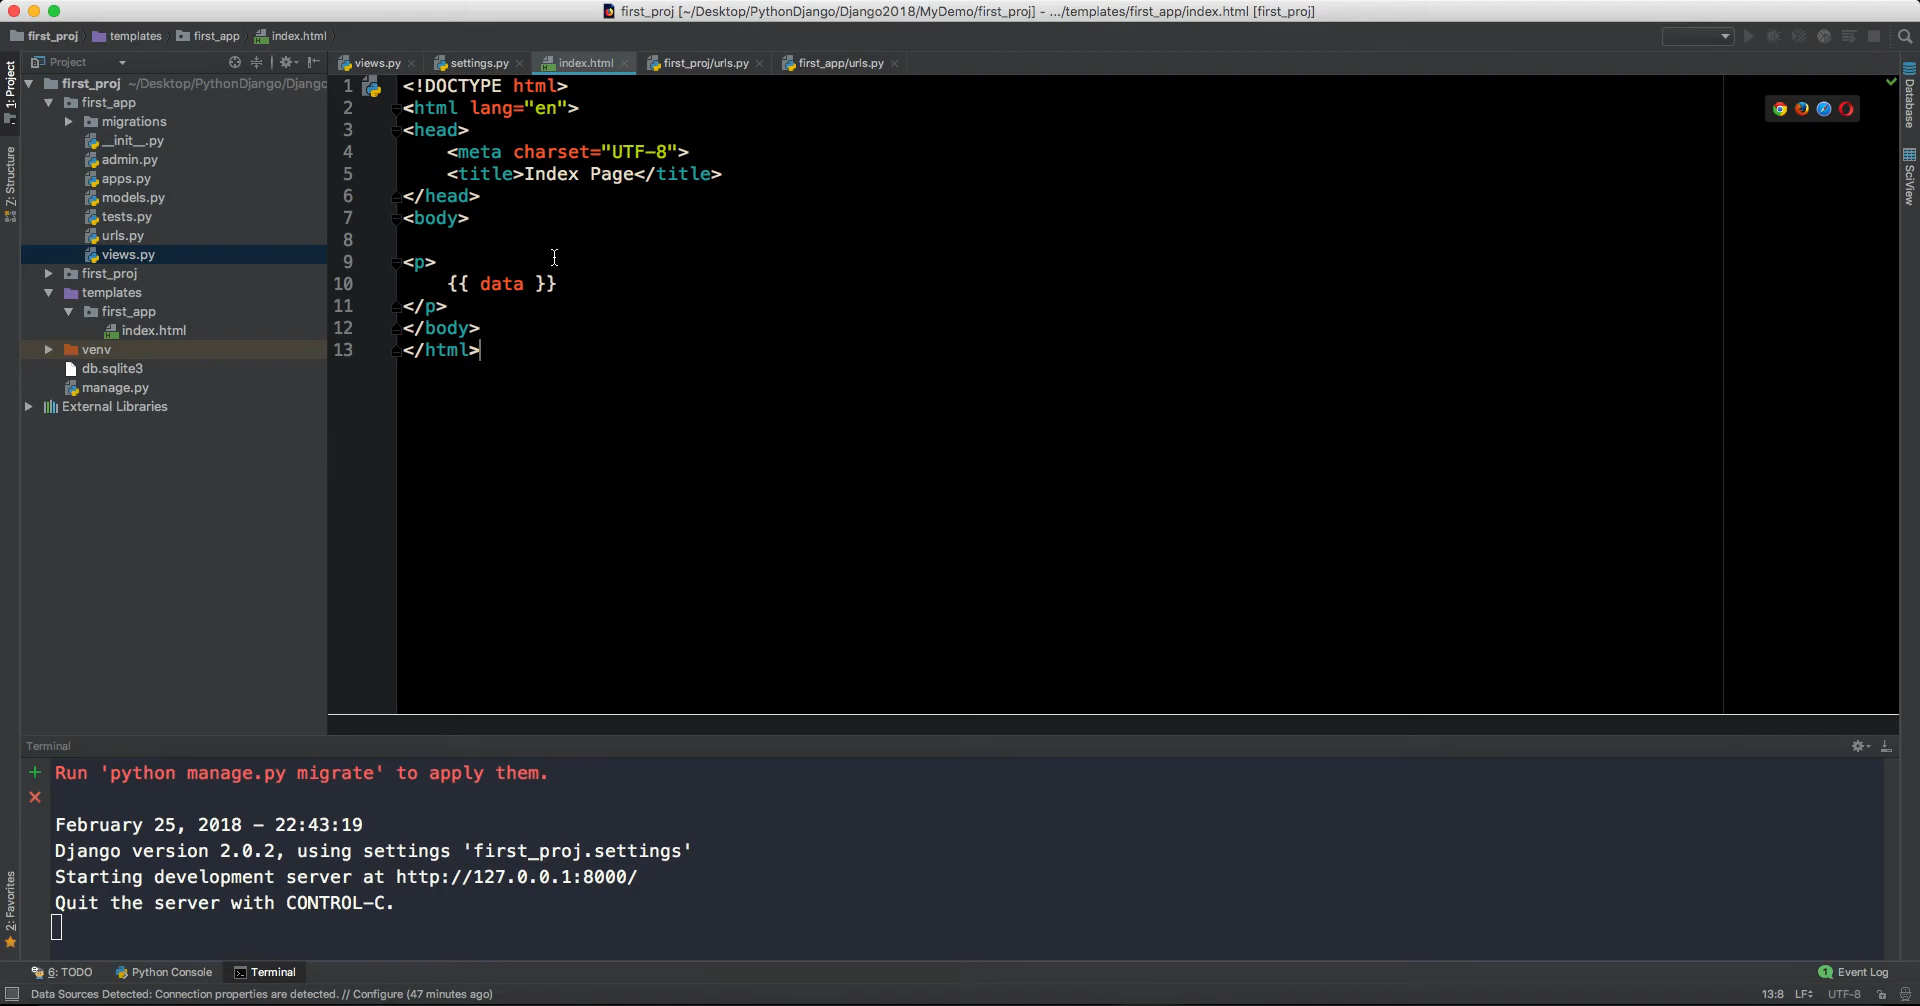 first_proj [~/Desktop/PythonDjango/Django2018/MyDemo/first_proj] - .../templates/first_app/index.html [first_proj]
first_proj templates first_app index.html
1: Project
Z: Structure
2: Favorites
Project
first_proj ~/Desktop/PythonDjango/Django
first_app
migrations
__init__.py
admin.py
apps.py
models.py
tests.py
urls.py
views.py
first_proj
templates
first_app
index.html
venv
db.sqlite3
manage.py
External Libraries
views.py settings.py index.html first_proj/urls.py first_app/urls.py
1 <!DOCTYPE html>
2 <html lang="en">
3 <head>
4 <meta charset="UTF-8">
5 <title>Index Page</title>
6 </head>
7 <body>
8
9 <p>
10 {{ data }}
11 </p>
12 </body>
13 </html>
Database
SciView
Terminal
Run 'python manage.py migrate' to apply them.
February 25, 2018 - 22:43:19
Django version 2.0.2, using settings 'first_proj.settings'
Starting development server at http://127.0.0.1:8000/
Quit the server with CONTROL-C.
6: TODO Python Console Terminal
1 Event Log
Data Sources Detected: Connection properties are detected. // Configure (47 minutes ago)
13:8 LF UTF-8